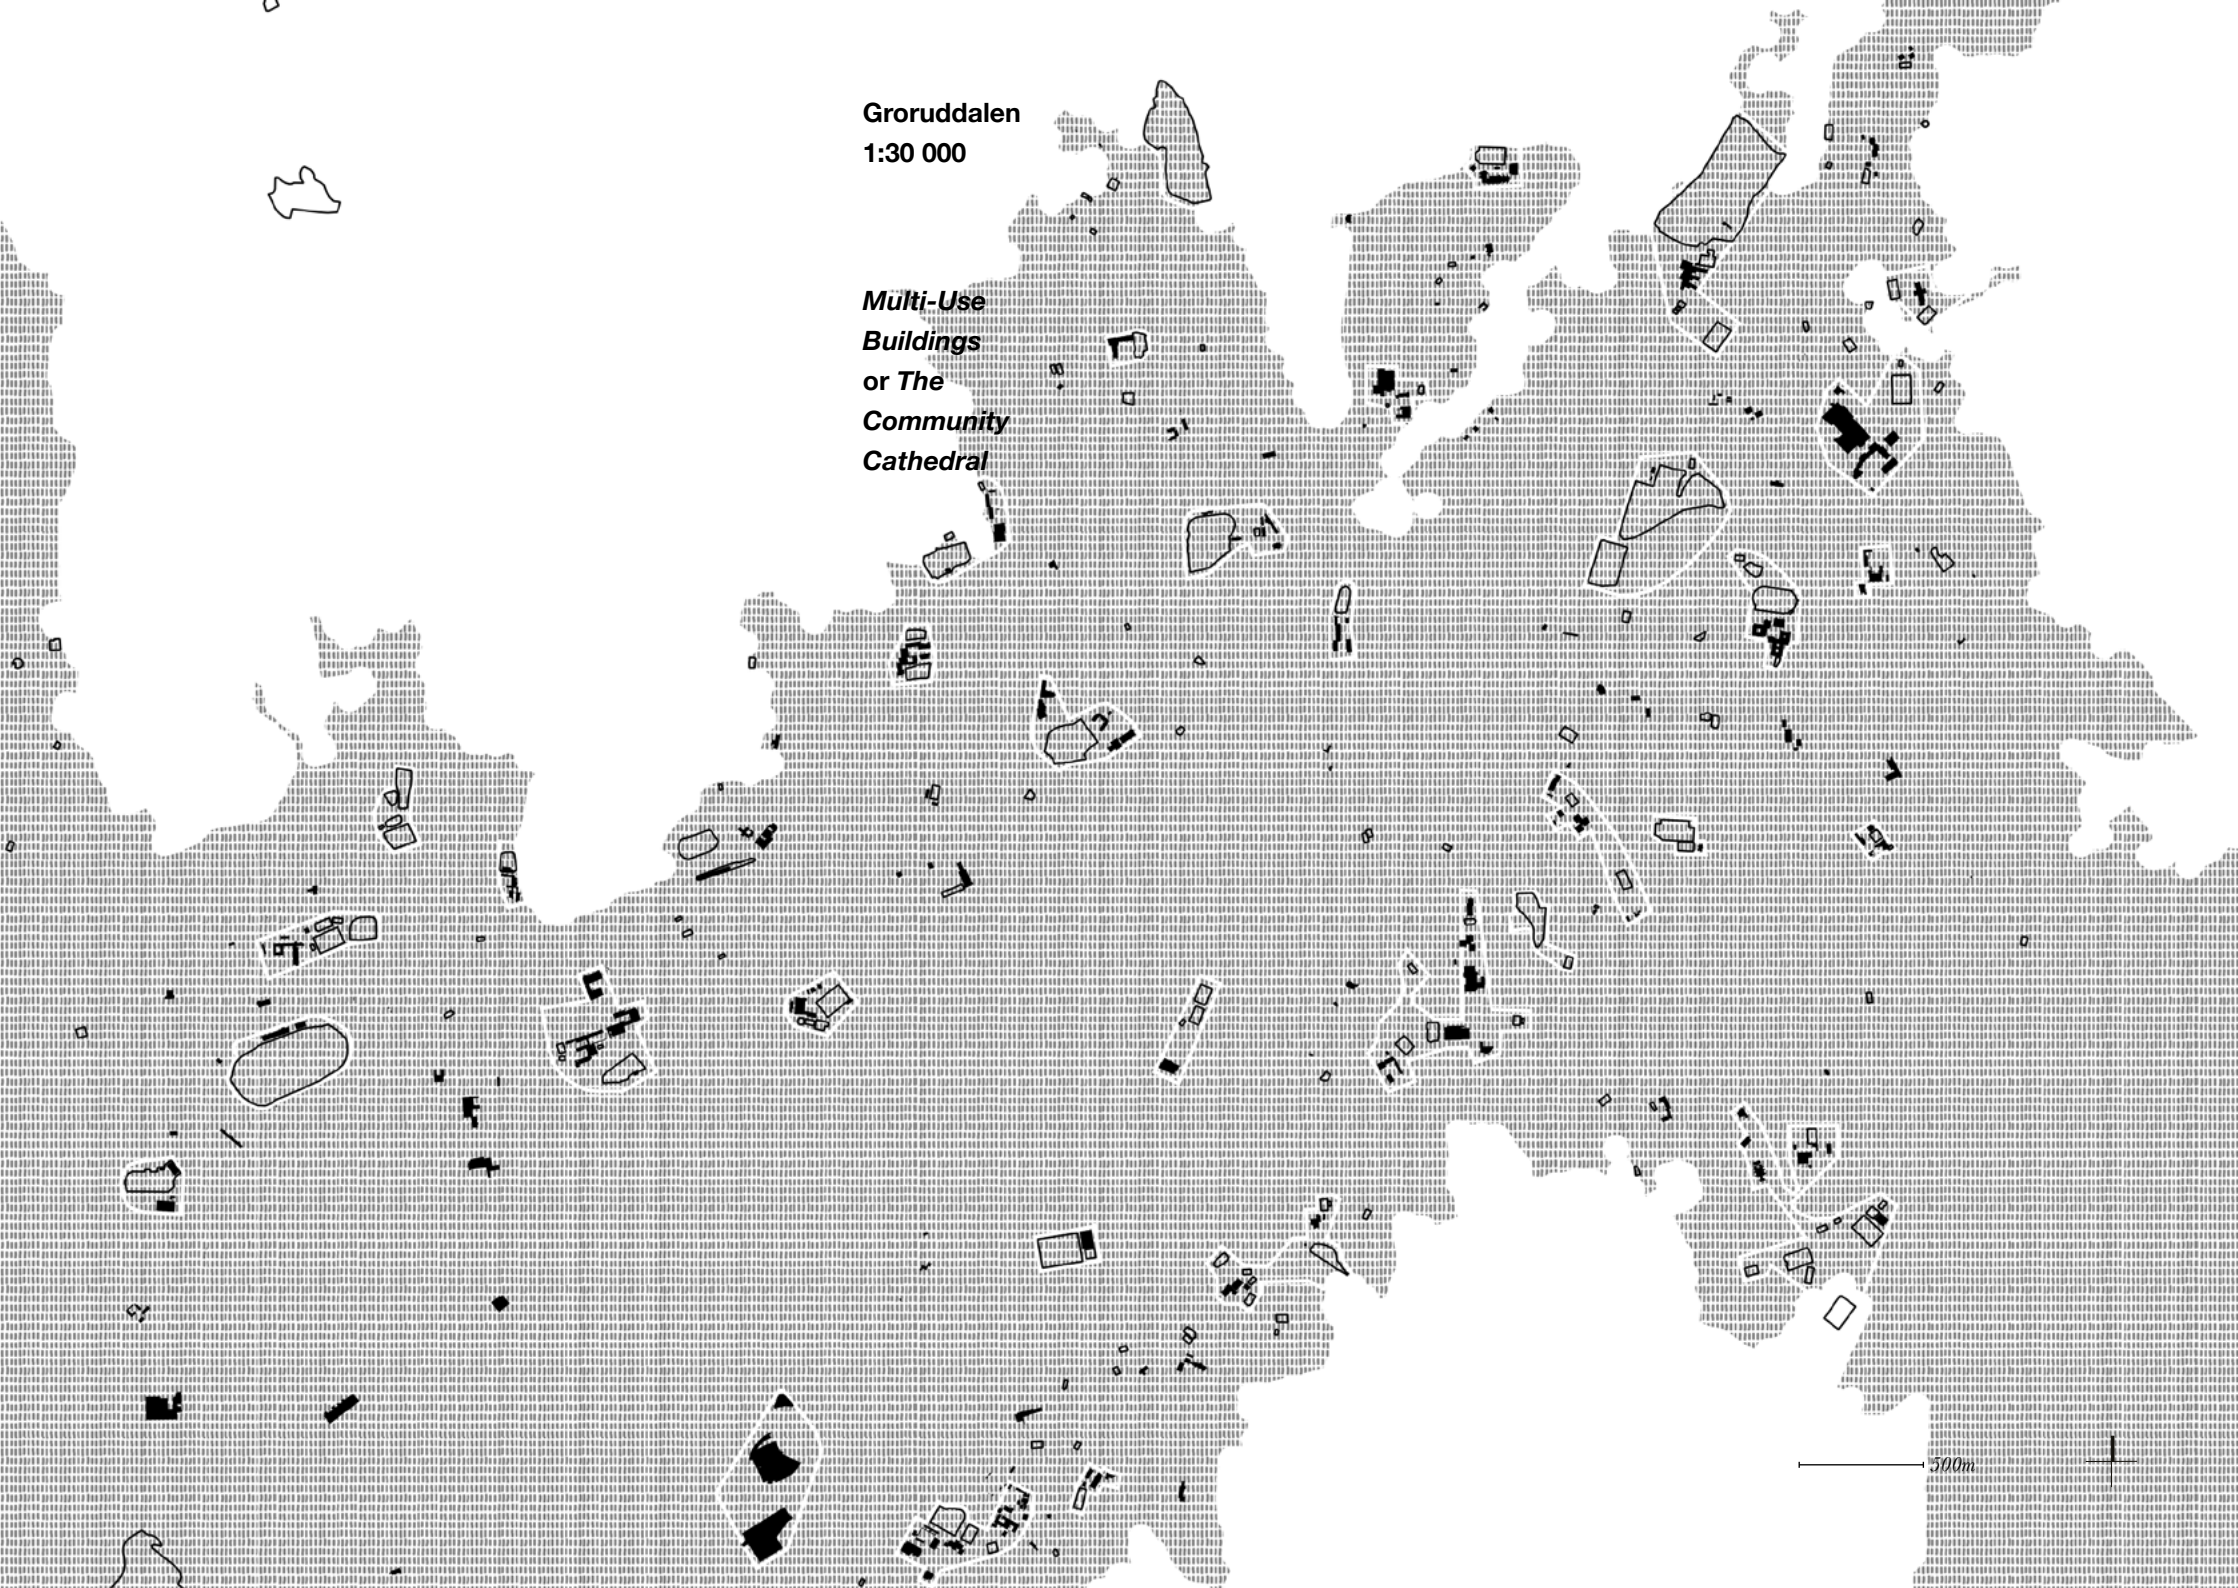 Groruddalen
1:30 000
Multi-Use
Buildings
or The
Community
Cathedral
500m